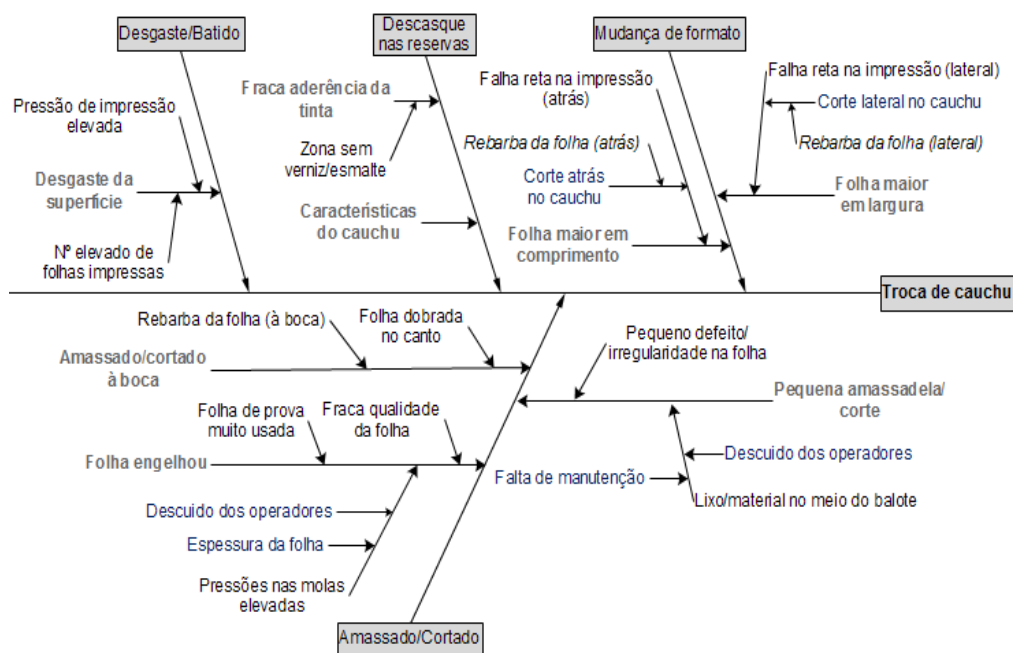 Desgaste/Batido
Descasque
nas reservas
Mudança de formato
Pressão de impressão
elevada
Desgaste da
superfície
Nº elevado de
folhas impressas
Fraca aderência da
tinta
Zona sem
verniz/esmalte
Características
do cauchu
Falha reta na impressão
(atrás)
Rebarba da folha (atrás)
Corte atrás
no cauchu
Folha maior em
comprimento
Falha reta na impressão (lateral)
Corte lateral no cauchu
Rebarba da folha (lateral)
Folha maior
em largura
Troca de cauchu
Rebarba da folha (à boca)
Folha dobrada
no canto
Amassado/cortado
à boca
Folha de prova
muito usada
Fraca qualidade
da folha
Folha engelhou
Descuido dos operadores
Espessura da folha
Pressões nas molas
elevadas
Pequeno defeito/
irregularidade na folha
Pequena amassadela/
corte
Descuido dos operadores
Falta de manutenção
Lixo/material no meio do balote
Amassado/Cortado